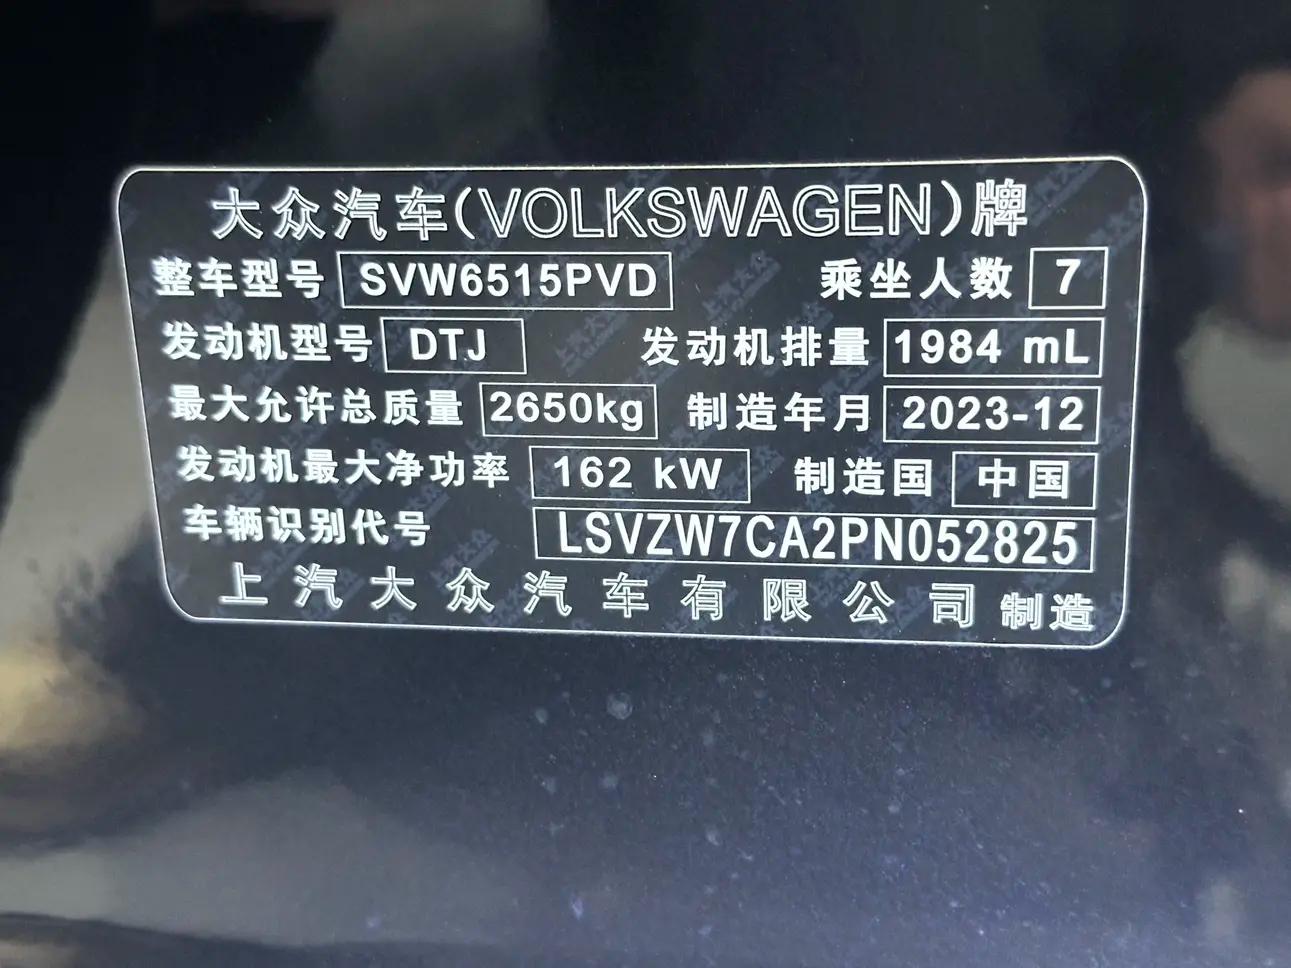 大众汽车(VOLKSWAGEN)牌
整车型号 SVW6515PVD 乘坐人数 7
发动机型号 DTJ 发动机排量 1984 mL
最大允许总质量 2650kg 制造年月 2023-12
发动机最大净功率 162 kW 制造国 中国
车辆识别代号 LSVZW7CA2PN052825
上汽大众汽车有限公司 制造